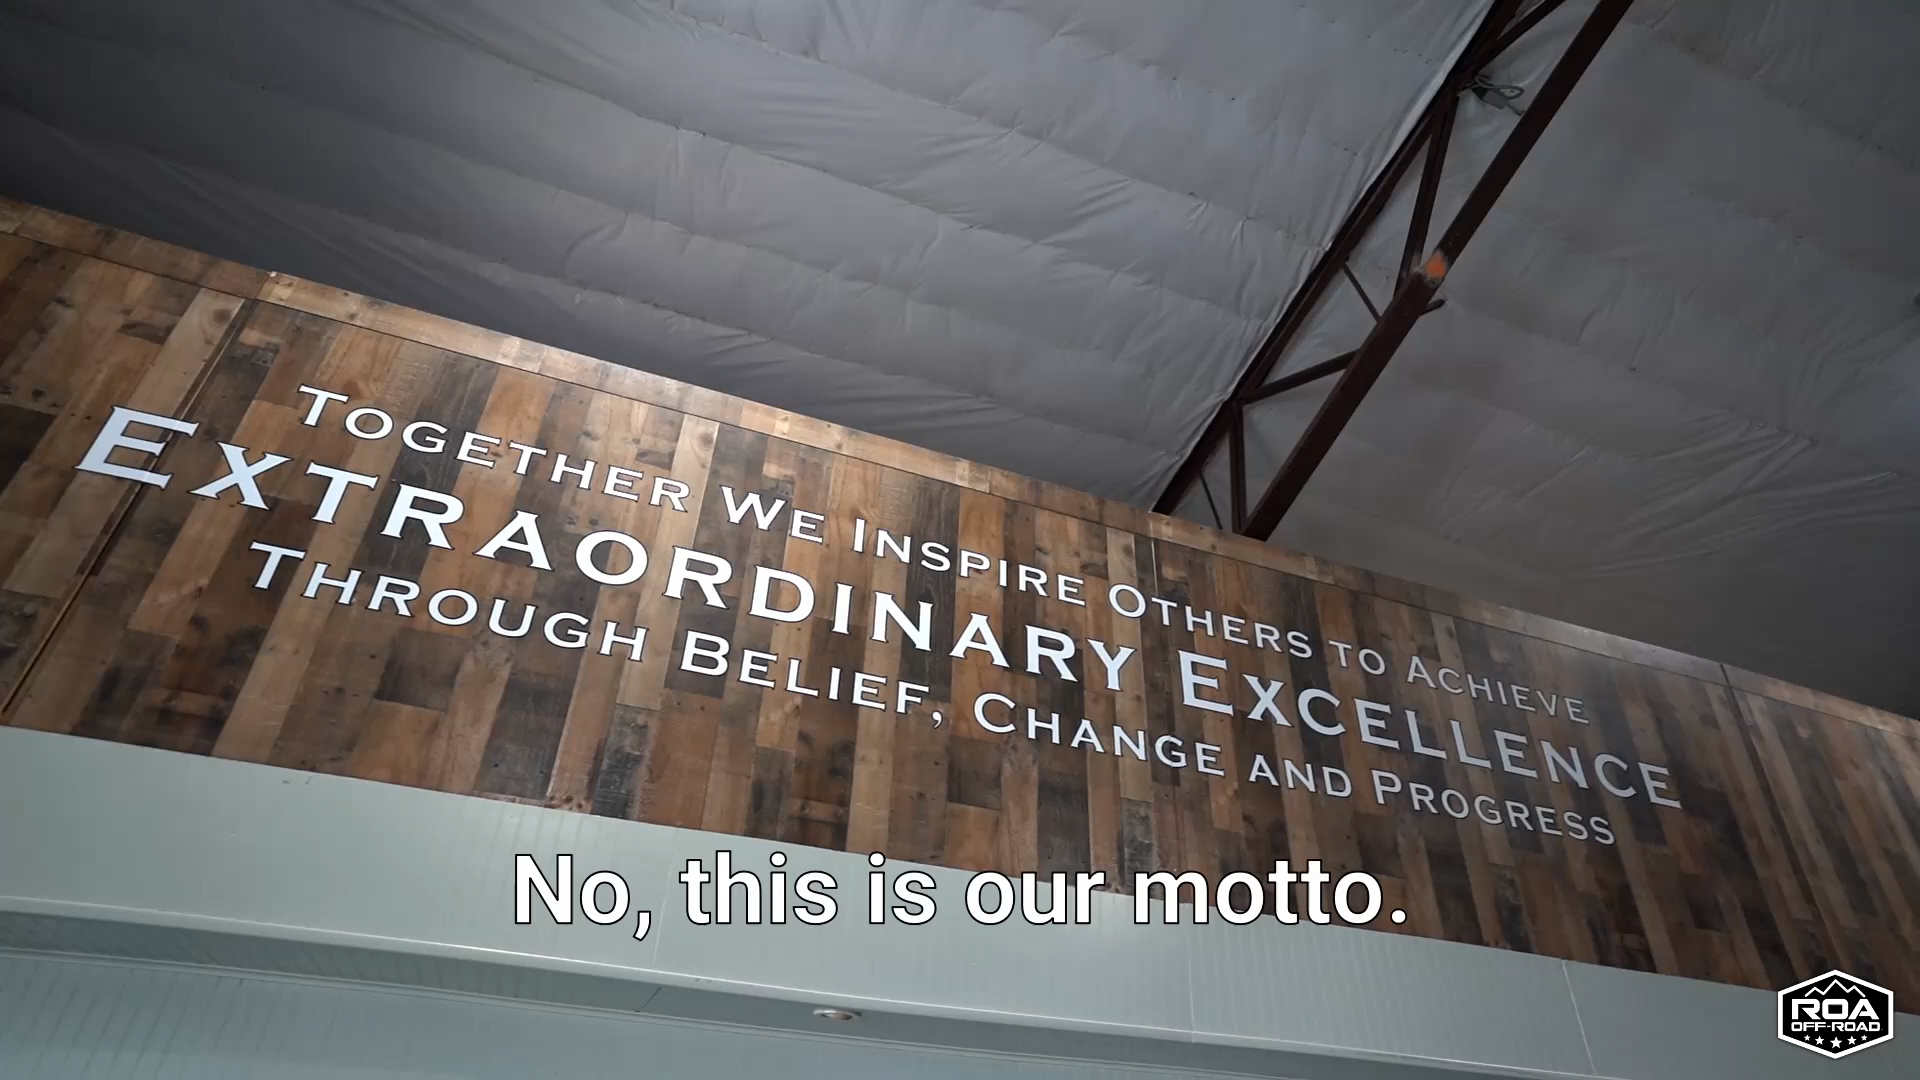 Together We Inspire Others to Achieve
Extraordinary Excellence
Through Belief, Change and Progress
No, this is our motto.
ROA
OFF-ROAD